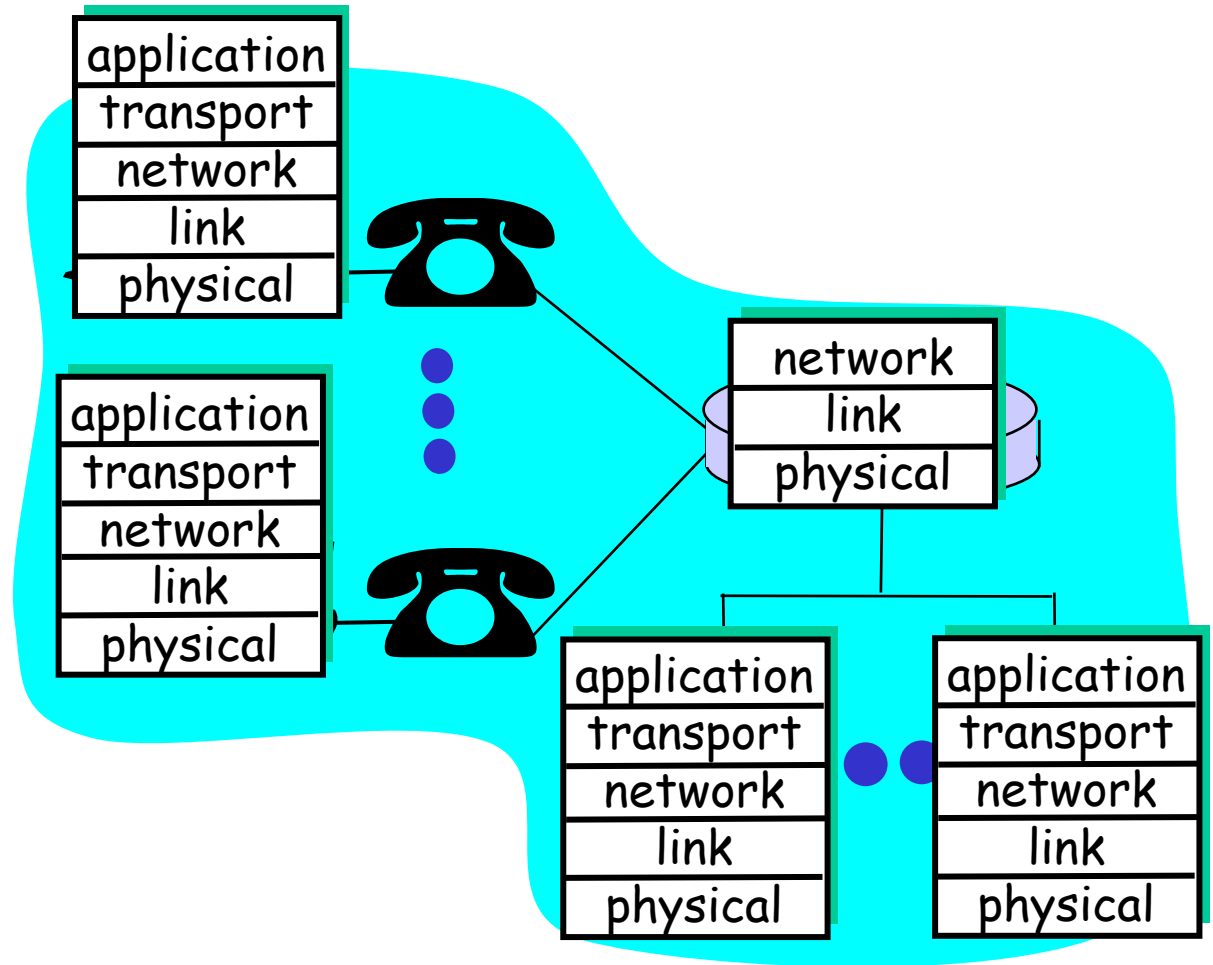 application
transport
network
link
physical
application
transport
network
link
physical
network
link
physical
application
transport
network
link
physical
application
transport
network
link
physical